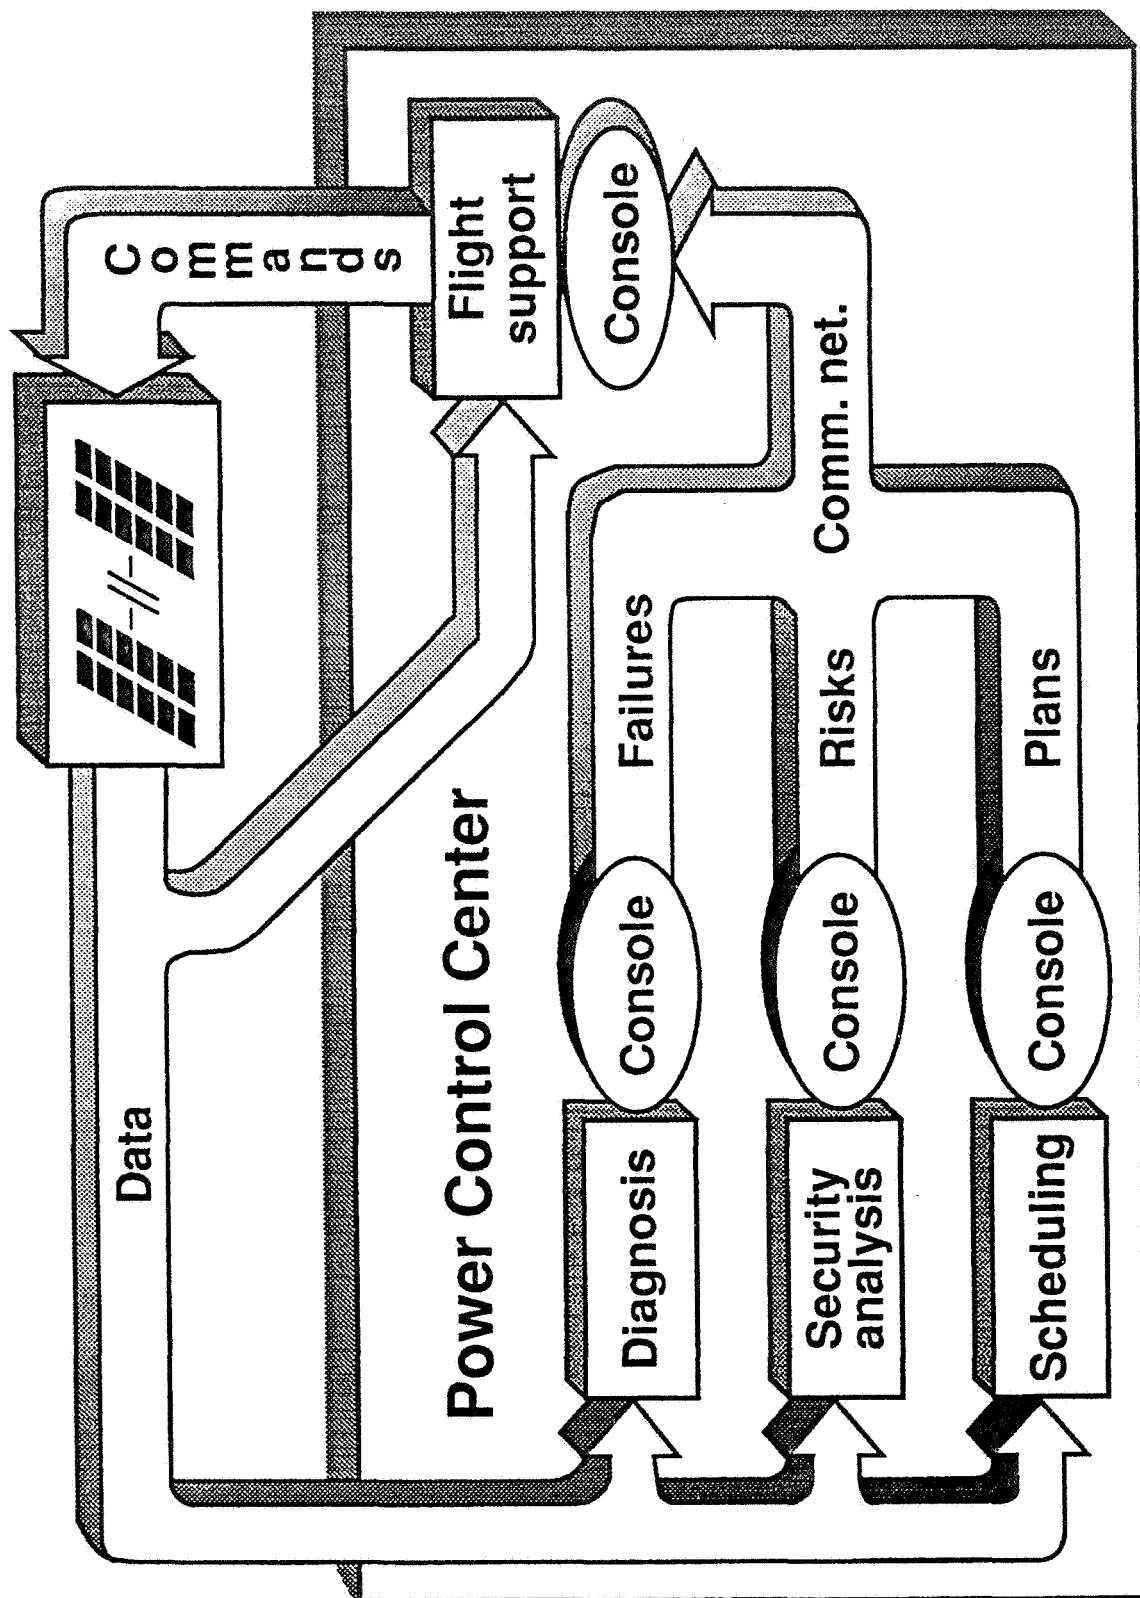 Commands
Data
Power Control Center
Flight
support
Console
Diagnosis
Console
Failures
Security
analysis
Console
Risks
Comm. net.
Scheduling
Console
Plans